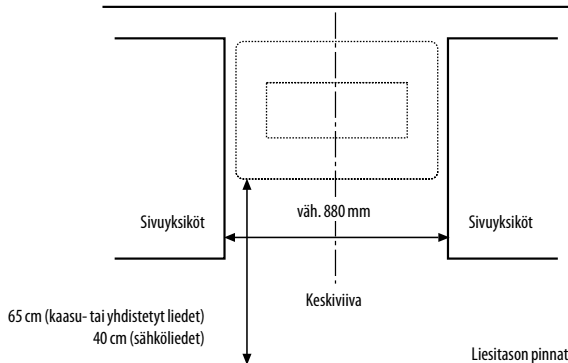 Sivuyksiköt
väh. 880 mm
Sivuyksiköt
Keskiviiva
65 cm (kaasu- tai yhdistetyt liedet)
40 cm (sähköliedet)
Liesitason pinnat